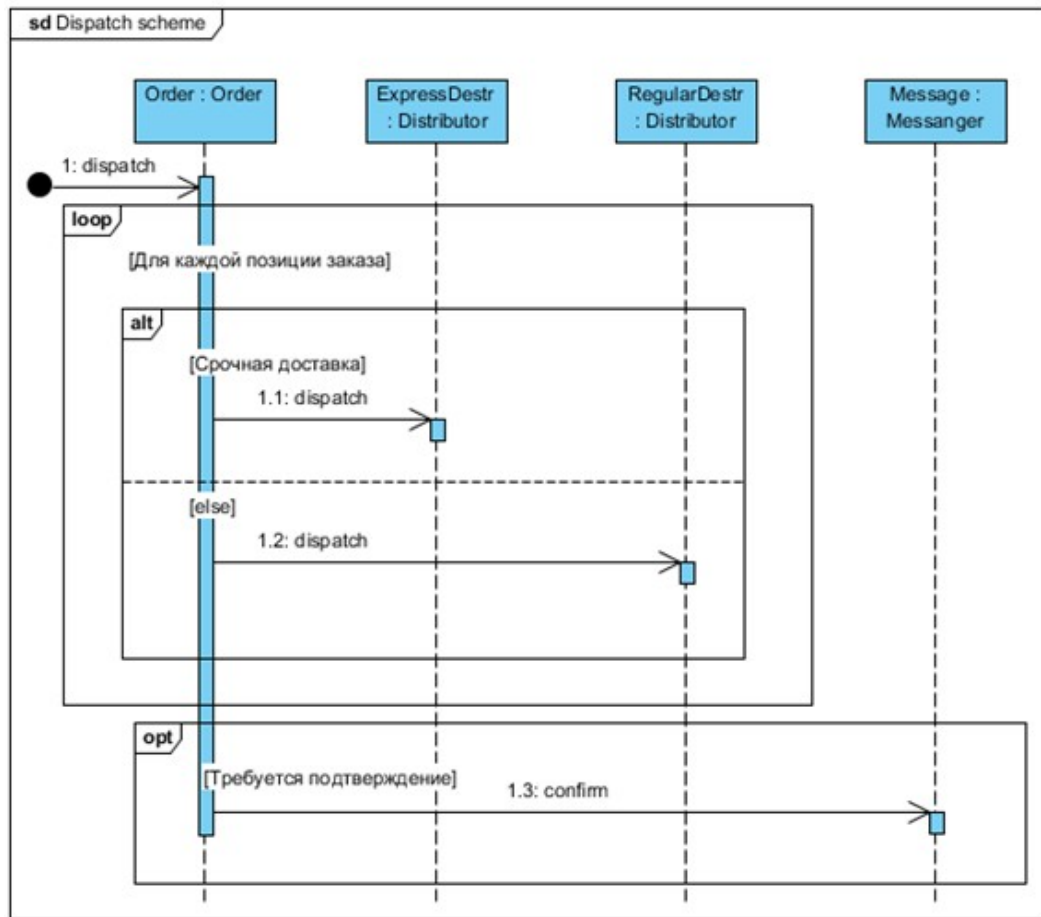 sd Dispatch scheme
Order : Order
ExpressDestr
: Distributor
RegularDestr
: Distributor
Message :
Messanger
1: dispatch
loop
[Для каждой позиции заказа]
alt
[Срочная доставка]
1.1: dispatch
[else]
1.2: dispatch
opt
[Требуется подтверждение]
1.3: confirm